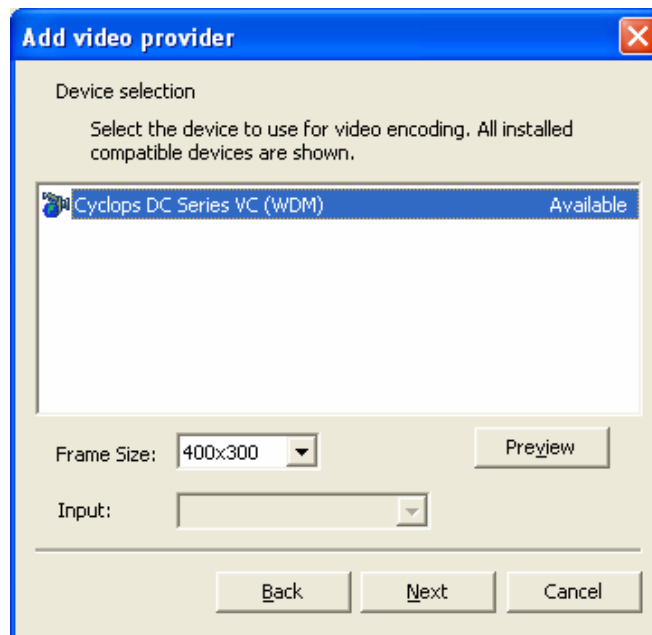 Add video provider
Device selection
Select the device to use for video encoding. All installed
compatible devices are shown.
Cyclops DC Series VC (WDM) Available
Frame Size: 400x300 Preview
Input:
Back Next Cancel